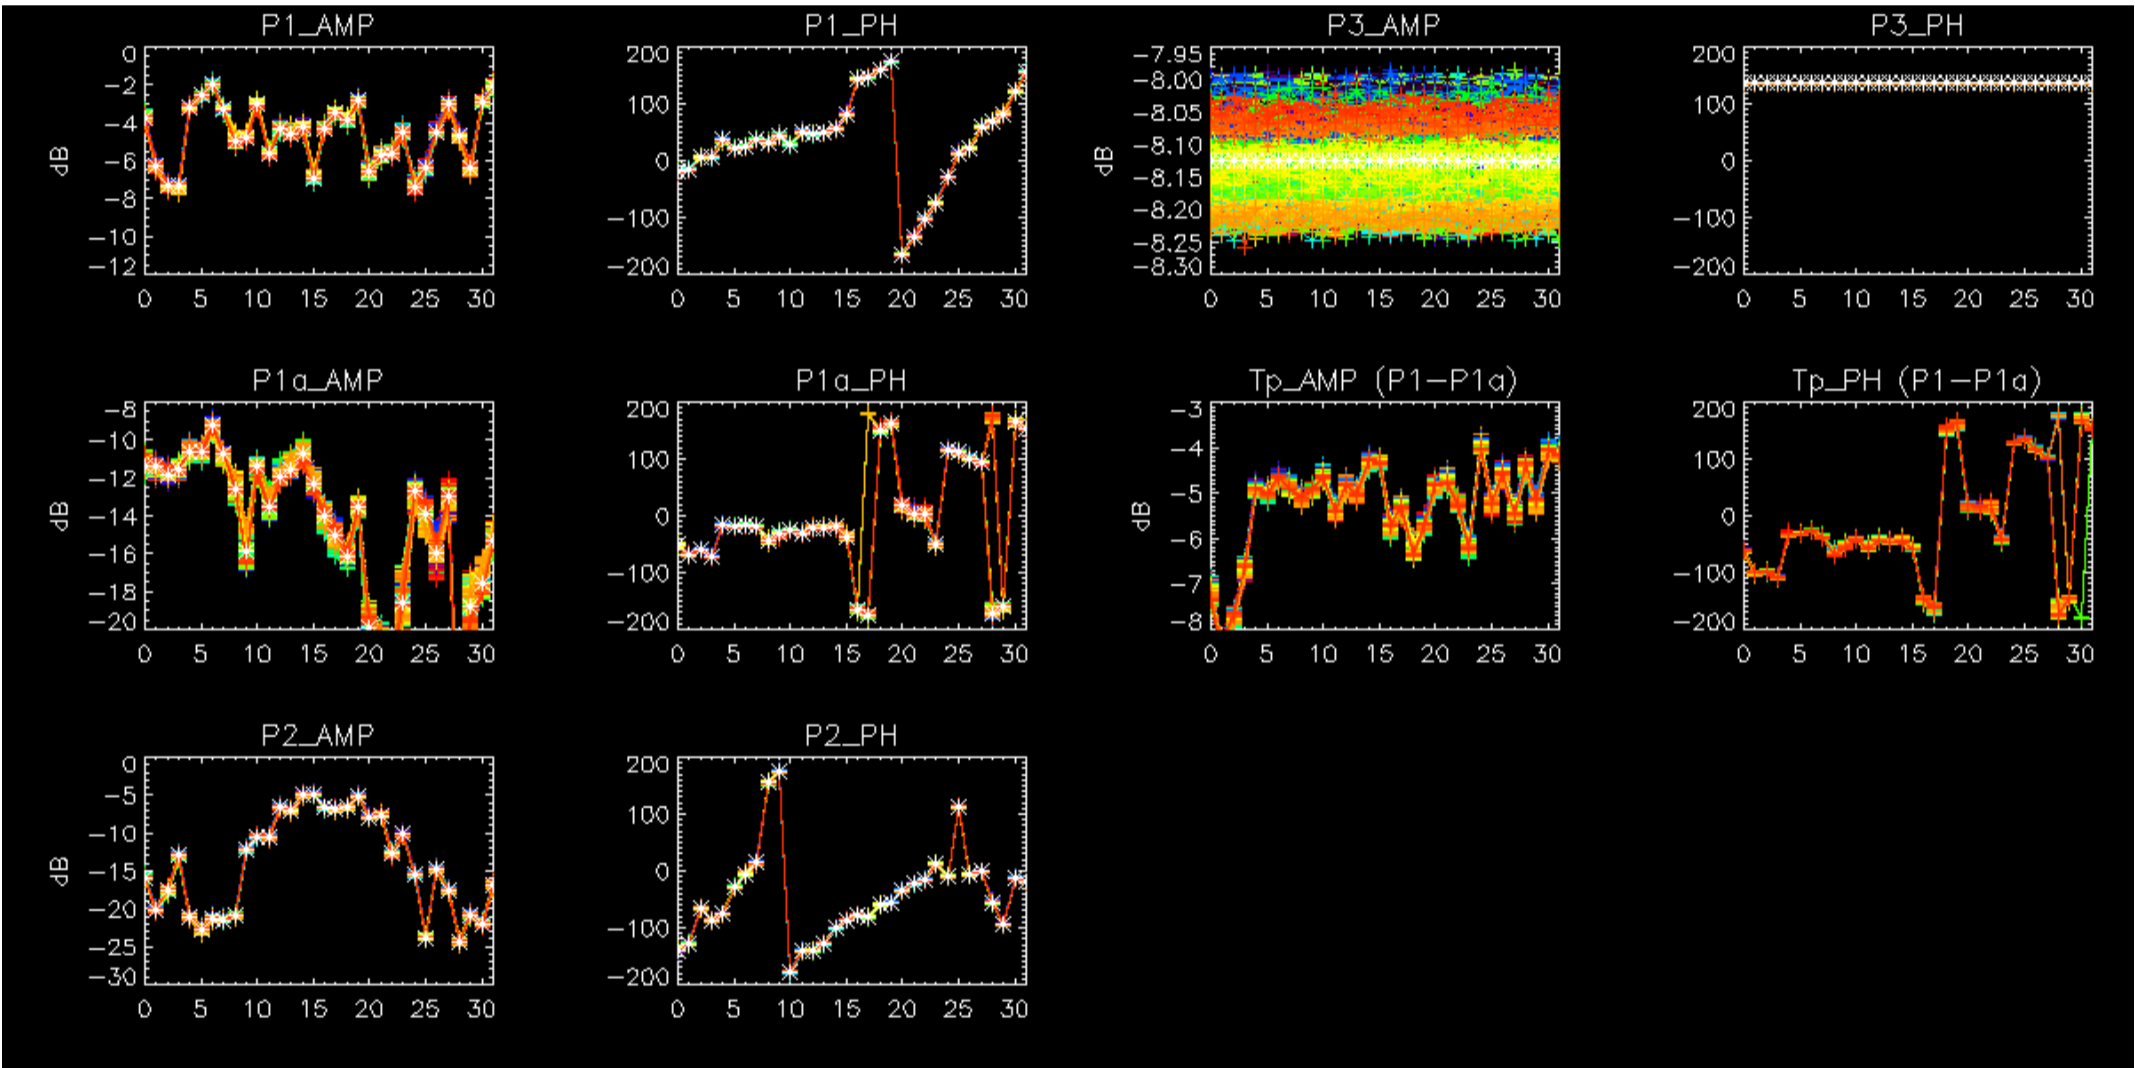 P1_AMP P1_PH P3_AMP P3_PH
0 200 −7.95 200
−2 100 −8.00 100
−4 0 −8.05 0
−6 −100 −8.10 −100
−8 −200 −8.15 −200
−10 −8.20
−12 −8.25
−8.30
dB dB
0 5 10 15 20 25 30 0 5 10 15 20 25 30 0 5 10 15 20 25 30 0 5 10 15 20 25 30
P1a_AMP P1a_PH Tp_AMP (P1−P1a) Tp_PH (P1−P1a)
−8 200 −3 200
−10 100 −4 100
−12 0 −5 0
−14 −100 −6 −100
−16 −200 −7 −200
−18 −8
−20
dB dB
0 5 10 15 20 25 30 0 5 10 15 20 25 30 0 5 10 15 20 25 30 0 5 10 15 20 25 30
P2_AMP P2_PH
0 200
−5 100
−10 0
−15 −100
−20 −200
−25
−30
dB
0 5 10 15 20 25 30 0 5 10 15 20 25 30